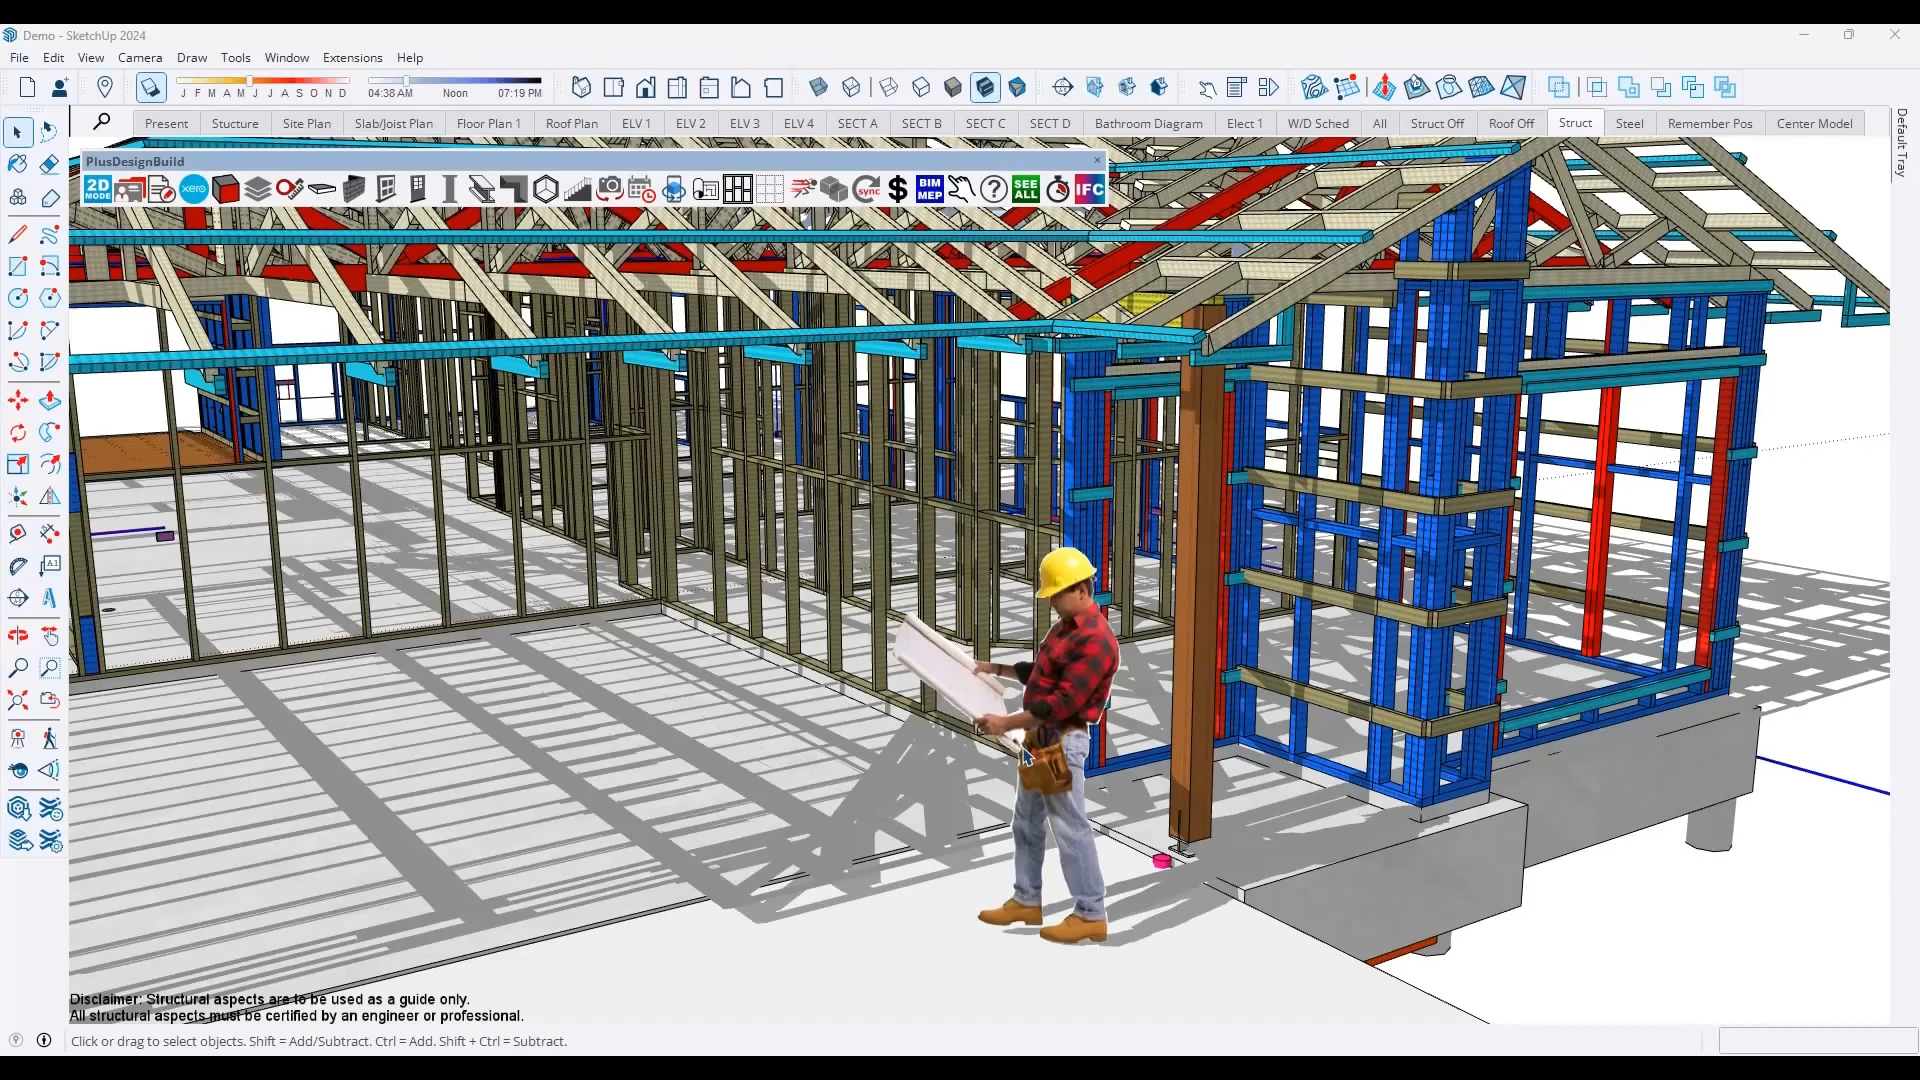 Demo - SketchUp 2024
File Edit View Camera Draw Tools Window Extensions Help
J F M A M J J A S O N D
04:38 AM Noon 07:19 PM
Present Stucture Site Plan Slab/Joist Plan Floor Plan 1 Roof Plan ELV 1 ELV 2 ELV 3 ELV 4 SECT A SECT B SECT C SECT D Bathroom Diagram Elect 1 W/D Sched All Struct Off Roof Off Struct Steel Remember Pos Center Model
Default Tray
PlusDesignBuild
2D MODE xero sync $ BIM MEP ? SEE ALL IFC
A1
A
Disclaimer: Structural aspects are to be used as a guide only.
All structural aspects must be certified by an engineer or professional.
Click or drag to select objects. Shift = Add/Subtract. Ctrl = Add. Shift + Ctrl = Subtract.